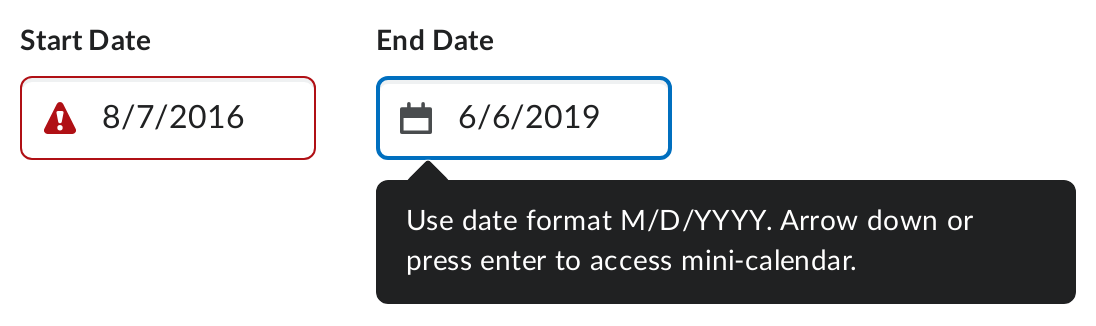 Start Date
End Date
8/7/2016
6/6/2019
Use date format M/D/YYYY. Arrow down or
press enter to access mini-calendar.